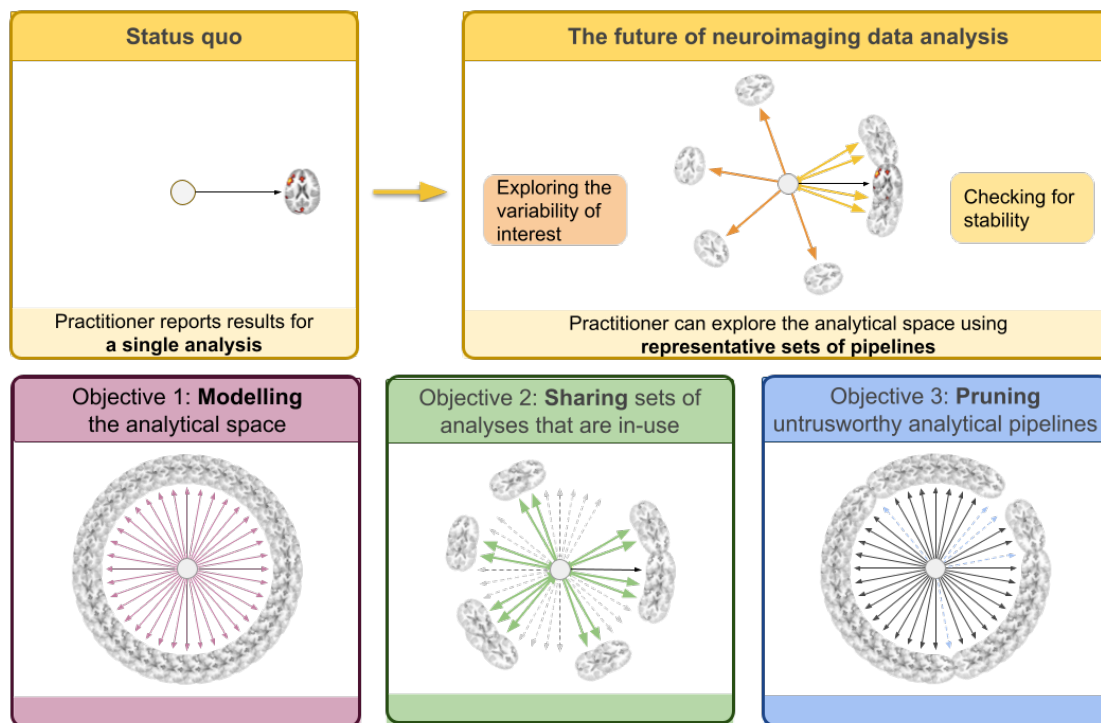 Status quo
The future of neuroimaging data analysis
Exploring the
variability of
interest
Checking for
stability
Practitioner reports results for
a single analysis
Practitioner can explore the analytical space using
representative sets of pipelines
Objective 1: Modelling
the analytical space
Objective 2: Sharing sets of
analyses that are in-use
Objective 3: Pruning
untrusworthy analytical pipelines